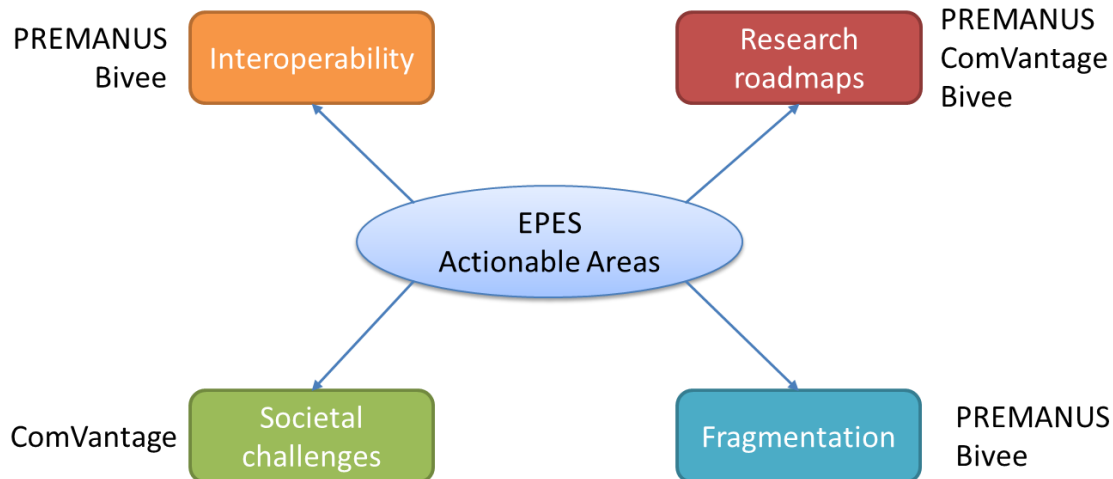 PREMANUS
Bivee
Interoperability
Research
roadmaps
PREMANUS
ComVantage
Bivee
EPES
Actionable Areas
ComVantage
Societal
challenges
Fragmentation
PREMANUS
Bivee